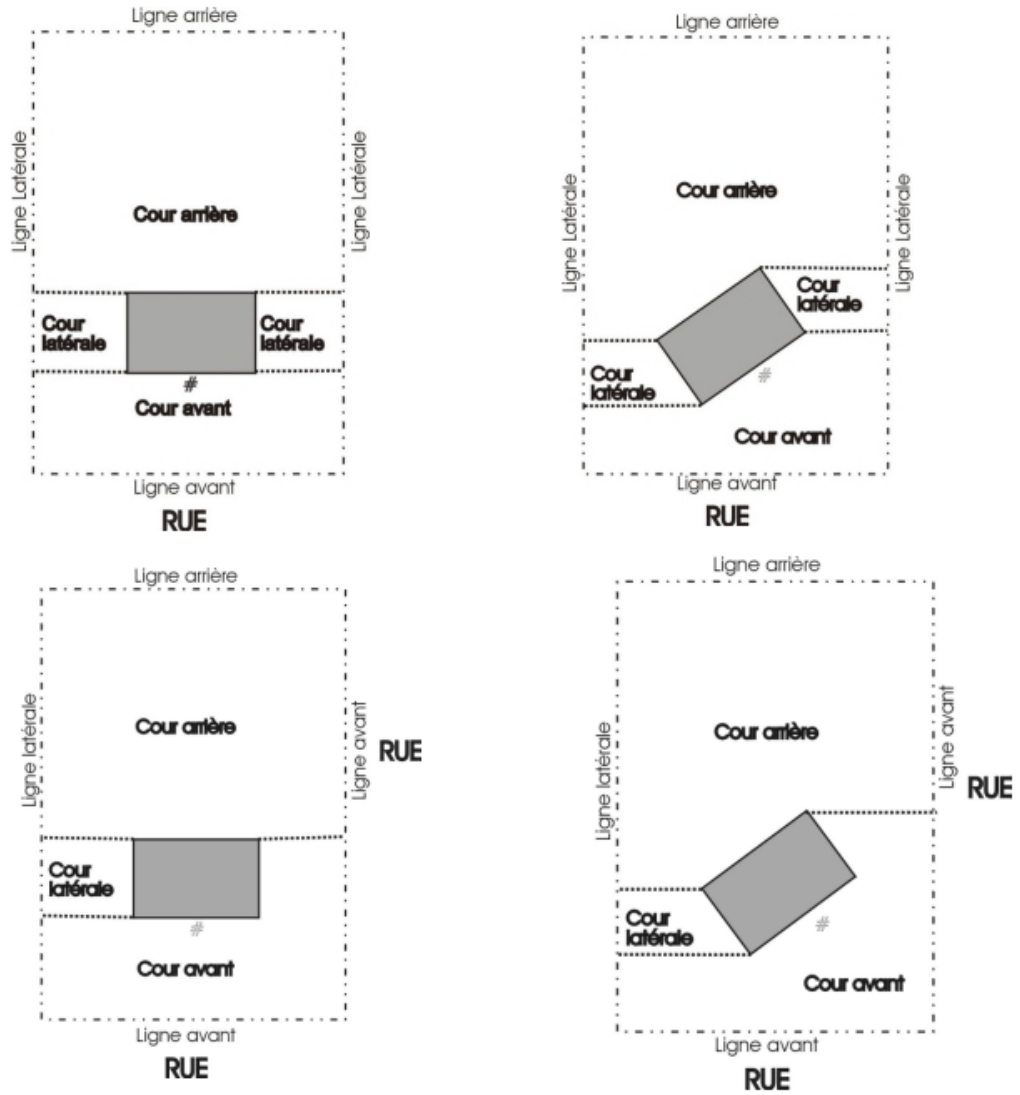 Ligne arrière
Ligne Latérale
Ligne Latérale
Cour arrière
Cour
latérale
Cour
latérale
#
Cour avant
Ligne avant
RUE
Ligne arrière
Ligne Latérale
Ligne Latérale
Cour arrière
Cour
latérale
Cour
latérale
#
Cour avant
Ligne avant
RUE
Ligne arrière
Ligne latérale
Cour arrière
Ligne avant
RUE
Cour
latérale
#
Cour avant
Ligne avant
RUE
Ligne arrière
Ligne latérale
Cour arrière
Ligne avant
RUE
Cour
latérale
#
Cour avant
Ligne avant
RUE